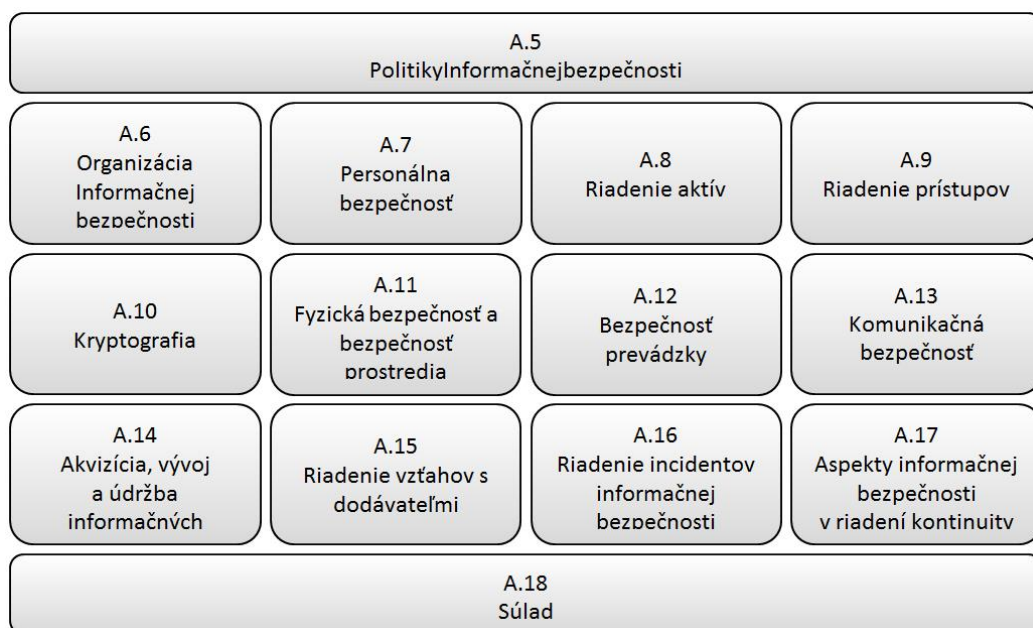 A.5
PolitikyInformačnejbezpečnosti
A.6
Organizácia
Informačnej
bezpečnosti
A.7
Personálna
bezpečnosť
A.8
Riadenie aktív
A.9
Riadenie prístupov
A.10
Kryptografia
A.11
Fyzická bezpečnosť a
bezpečnosť
prostredia
A.12
Bezpečnosť
prevádzky
A.13
Komunikačná
bezpečnosť
A.14
Akvizícia, vývoj
a údržba
informačných
A.15
Riadenie vzťahov s
dodávateľmi
A.16
Riadenie incidentov
informačnej
bezpečnosti
A.17
Aspekty informačnej
bezpečnosti
v riadení kontinuity
A.18
Súlad